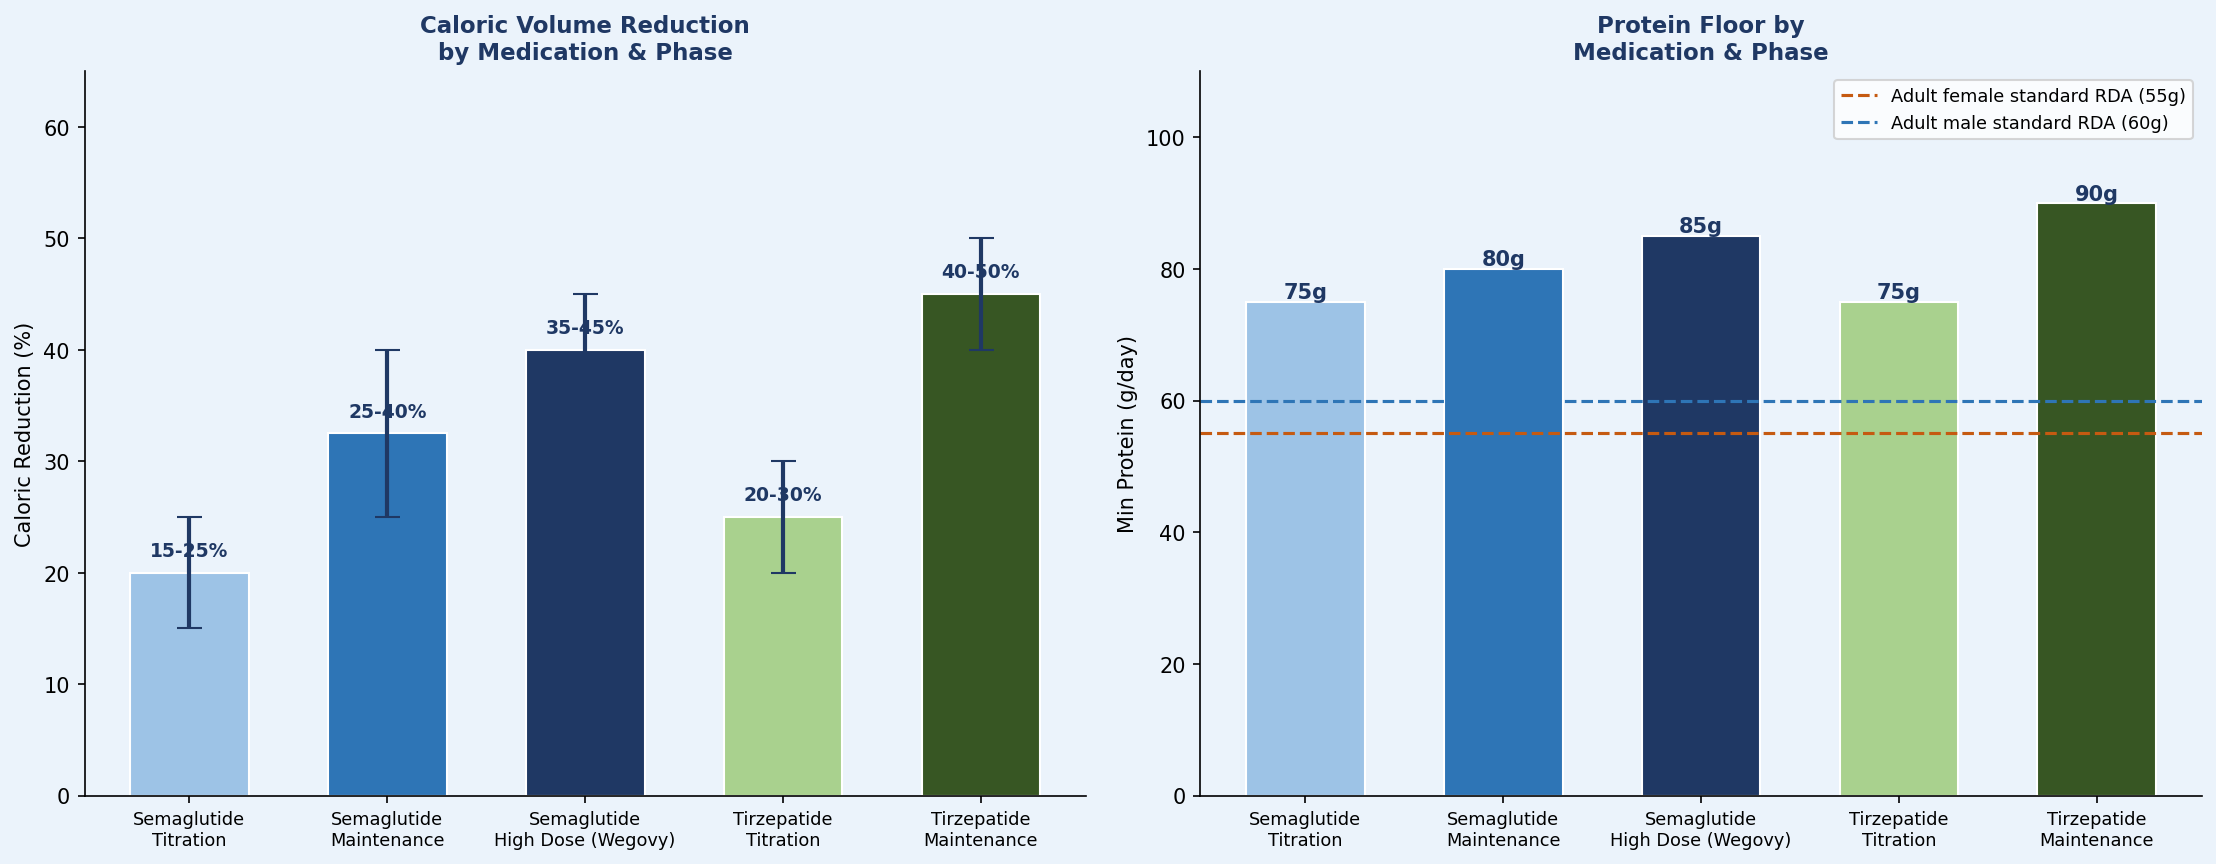 Caloric Volume Reduction
by Medication & Phase
Caloric Reduction (%)
60
50
40
30
20
10
0
15-25%
25-40%
35-45%
20-30%
40-50%
Semaglutide
Titration
Semaglutide
Maintenance
Semaglutide
High Dose (Wegovy)
Tirzepatide
Titration
Tirzepatide
Maintenance
Protein Floor by
Medication & Phase
Adult female standard RDA (55g)
Adult male standard RDA (60g)
Min Protein (g/day)
100
80
60
40
20
0
75g
80g
85g
75g
90g
Semaglutide
Titration
Semaglutide
Maintenance
Semaglutide
High Dose (Wegovy)
Tirzepatide
Titration
Tirzepatide
Maintenance